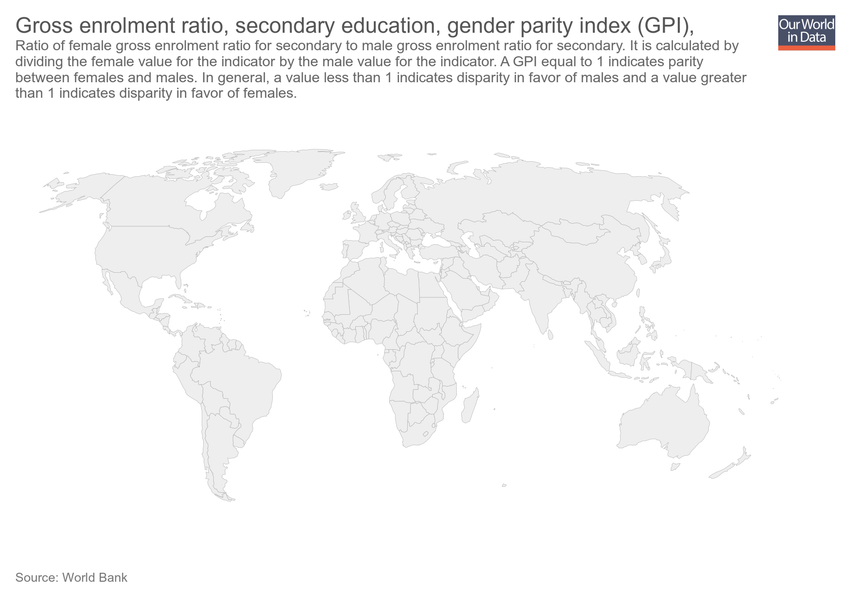 Gross enrolment ratio, secondary education, gender parity index (GPI),
Our World
in Data
Ratio of female gross enrolment ratio for secondary to male gross enrolment ratio for secondary. It is calculated by
dividing the female value for the indicator by the male value for the indicator. A GPI equal to 1 indicates parity
between females and males. In general, a value less than 1 indicates disparity in favor of males and a value greater
than 1 indicates disparity in favor of females.
Source: World Bank